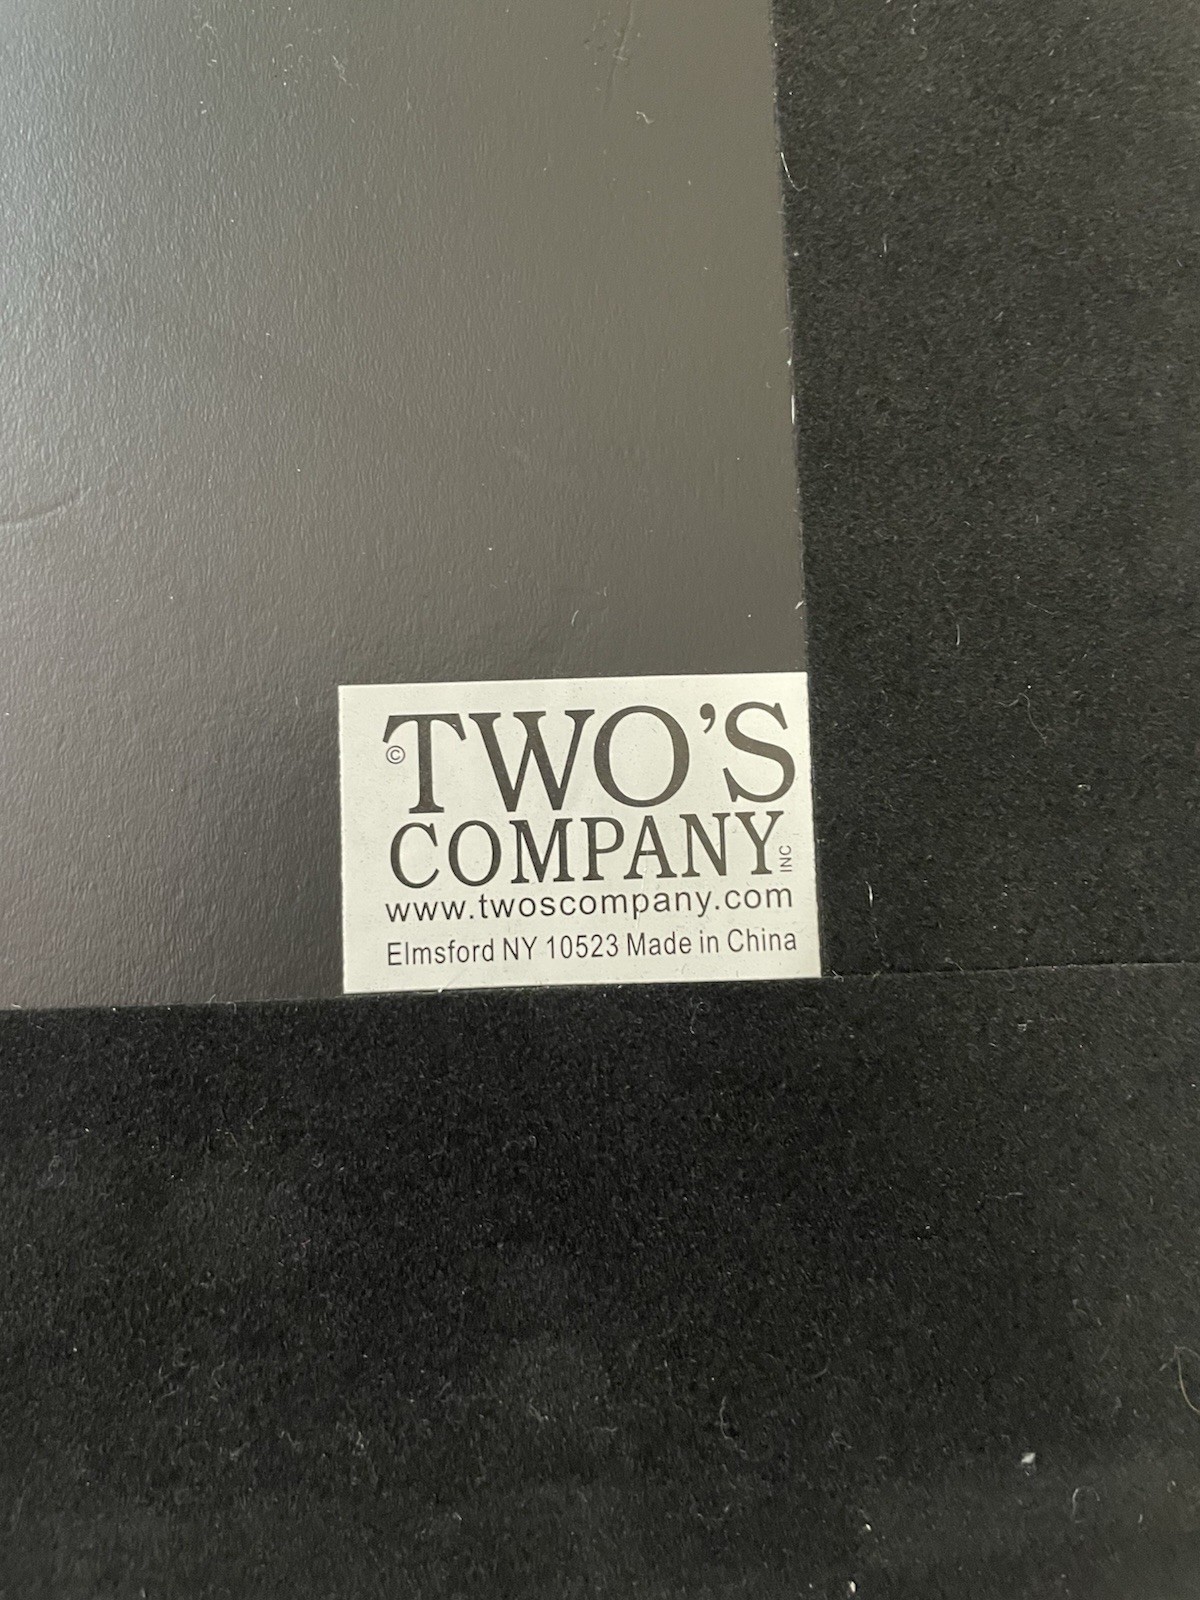 © TWO’S
COMPANY INC
www.twoscompany.com
Elmsford NY 10523 Made in China